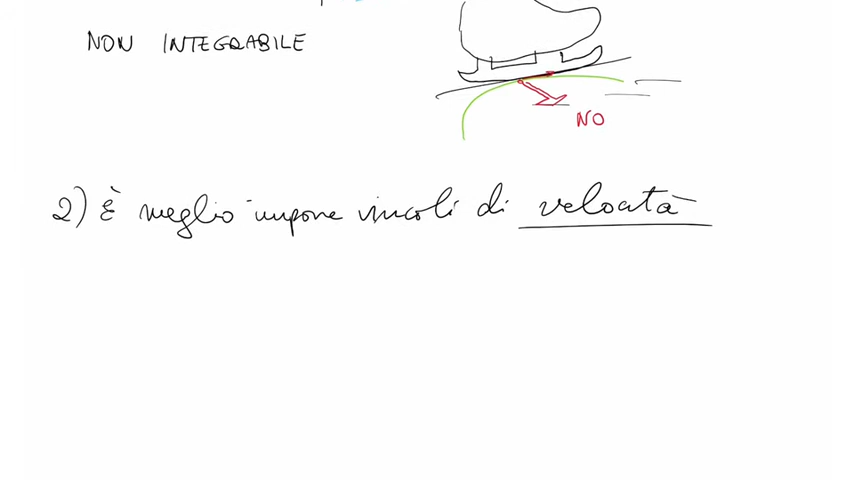 NON INTEGRABILE
NO
2) È meglio imporre vincoli di velocità